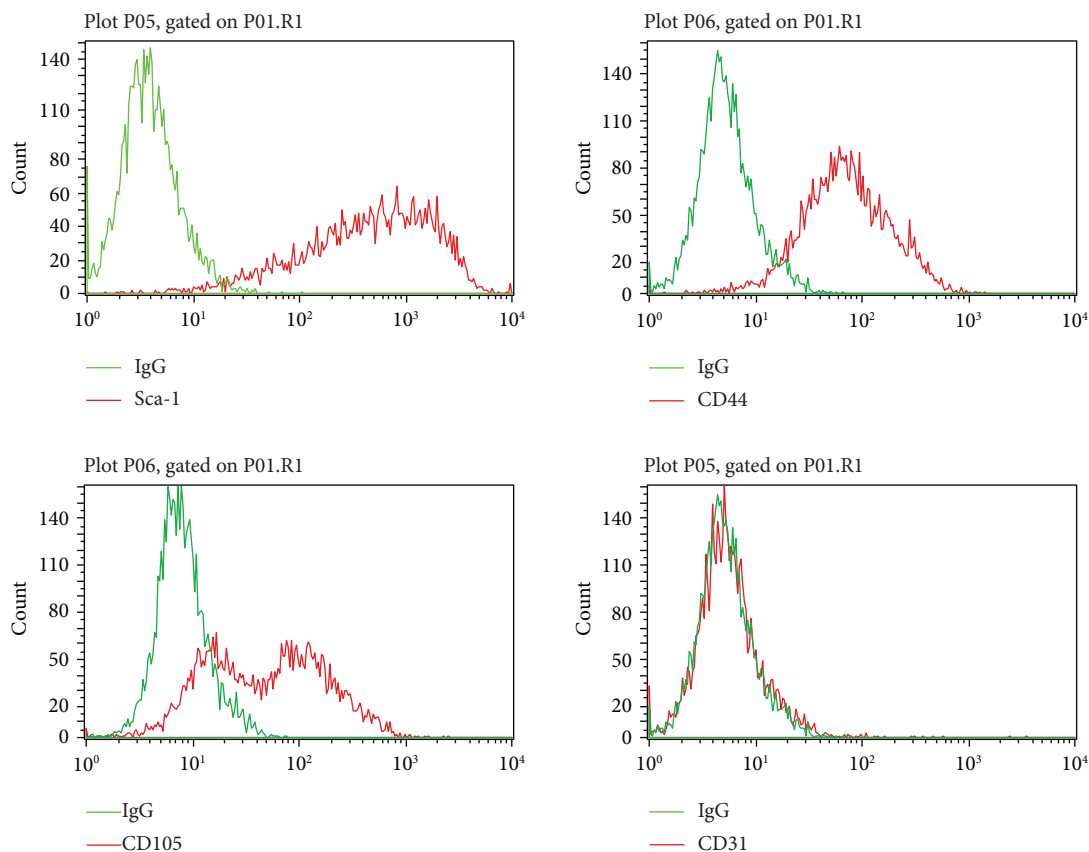 Plot P05, gated on P01.R1
140
110
80
60
40
20
0
Count
10⁰ 10¹ 10² 10³ 10⁴
IgG
Sca-1
Plot P06, gated on P01.R1
140
110
80
50
20
0
Count
10⁰ 10¹ 10² 10³ 10⁴
IgG
CD44
Plot P06, gated on P01.R1
140
110
80
50
20
0
Count
10⁰ 10¹ 10² 10³ 10⁴
IgG
CD105
Plot P05, gated on P01.R1
140
110
80
50
20
0
Count
10⁰ 10¹ 10² 10³ 10⁴
IgG
CD31